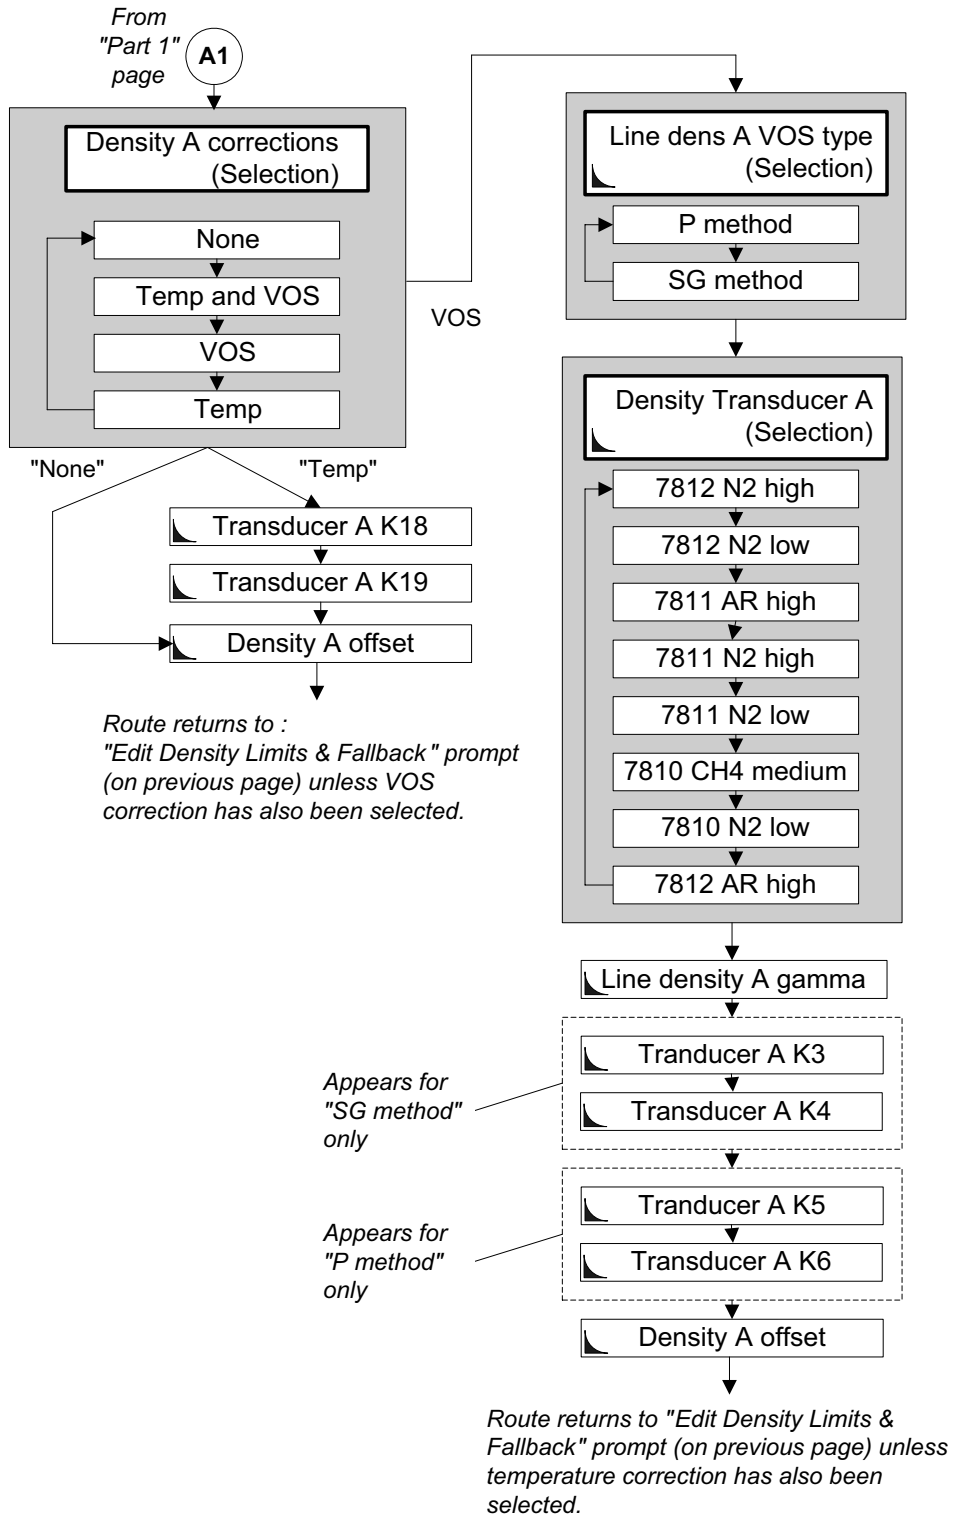 From
"Part 1"
page
A1
Density A corrections
(Selection)
None
Temp and VOS
VOS
Temp
VOS
"None"
"Temp"
Transducer A K18
Transducer A K19
Density A offset
Route returns to :
"Edit Density Limits & Fallback" prompt
(on previous page) unless VOS
correction has also been selected.
Line dens A VOS type
(Selection)
P method
SG method
Density Transducer A
(Selection)
7812 N2 high
7812 N2 low
7811 AR high
7811 N2 high
7811 N2 low
7810 CH4 medium
7810 N2 low
7812 AR high
Line density A gamma
Tranducer A K3
Transducer A K4
Appears for
"SG method"
only
Tranducer A K5
Transducer A K6
Appears for
"P method"
only
Density A offset
Route returns to "Edit Density Limits &
Fallback" prompt (on previous page) unless
temperature correction has also been
selected.